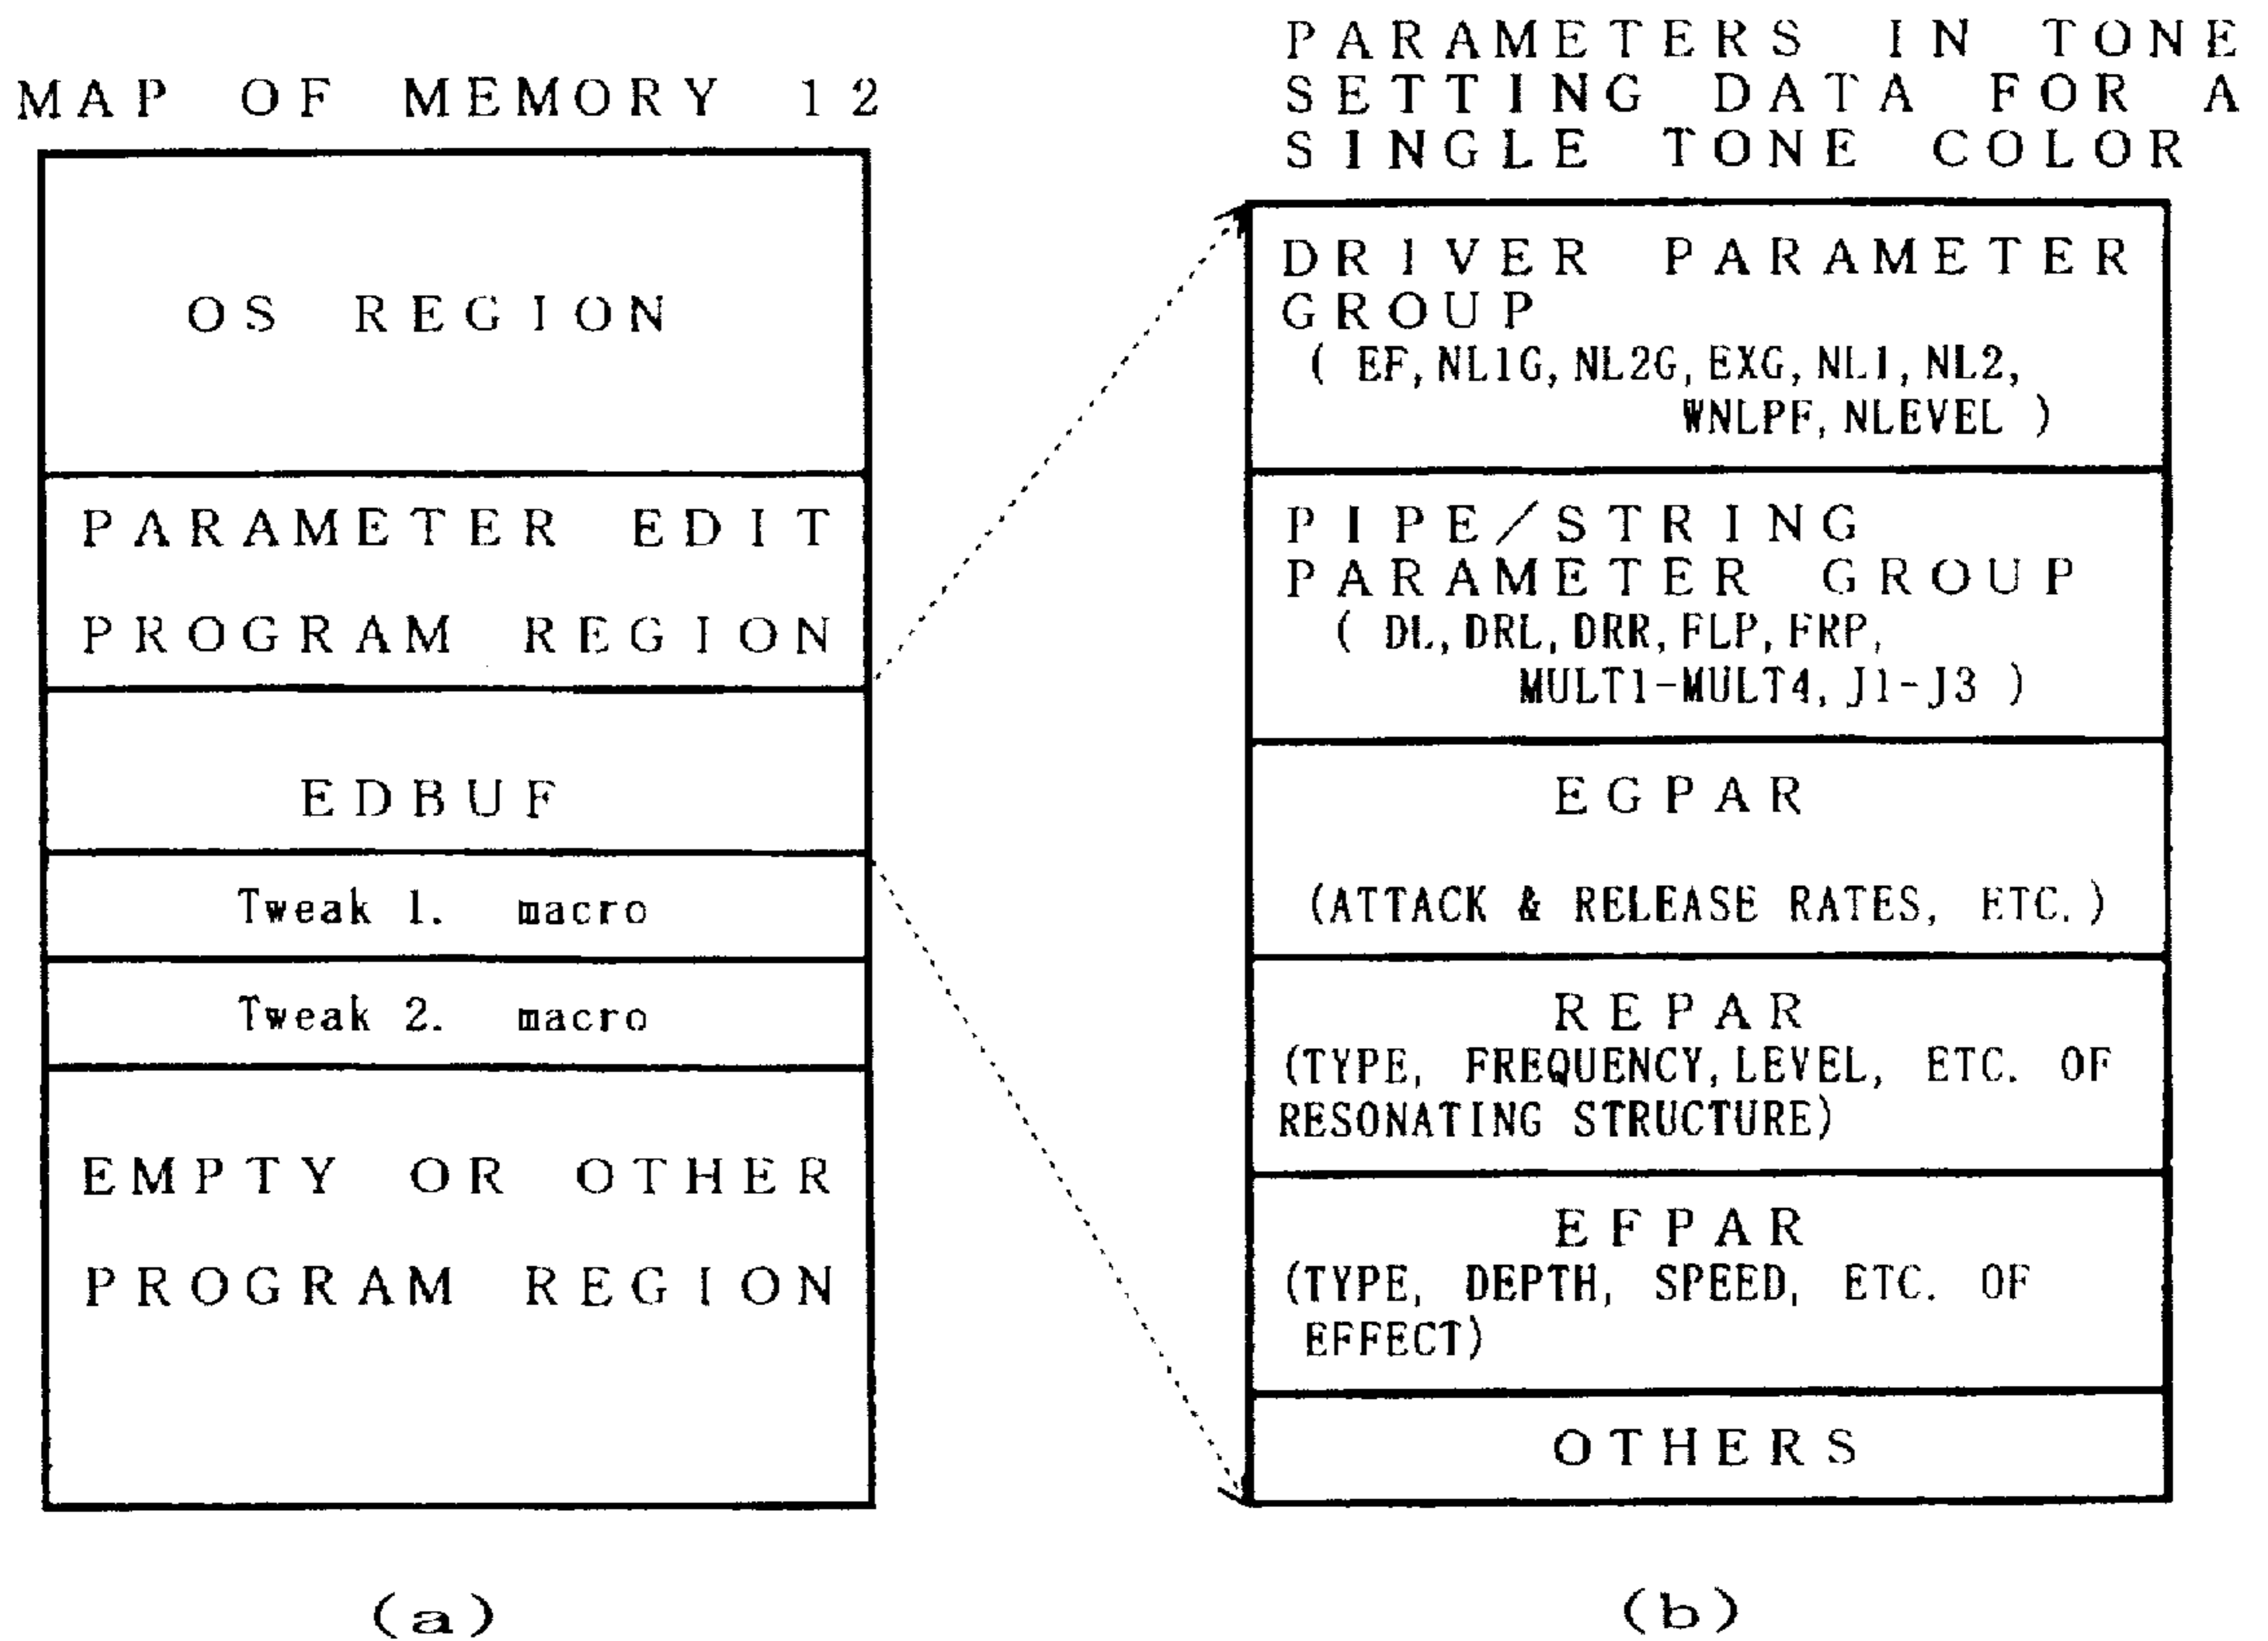 MAP OF MEMORY 12
OS REGION
PARAMETER EDIT
PROGRAM REGION
EDBUF
Tweak 1. macro
Tweak 2. macro
EMPTY OR OTHER
PROGRAM REGION
(a)
PARAMETERS IN TONE
SETTING DATA FOR A
SINGLE TONE COLOR
DRIVER PARAMETER
GROUP
( EF, NL1G, NL2G, EXG, NL1, NL2,
WNLPF, NLEVEL )
PIPE/STRING
PARAMETER GROUP
( DL, DRL, DRR, FLP, FRP,
MULT1-MULT4, J1-J3 )
EGPAR
(ATTACK & RELEASE RATES, ETC.)
REPAR
(TYPE, FREQUENCY, LEVEL, ETC. OF
RESONATING STRUCTURE)
EFPAR
(TYPE, DEPTH, SPEED, ETC. OF
EFFECT)
OTHERS
(b)